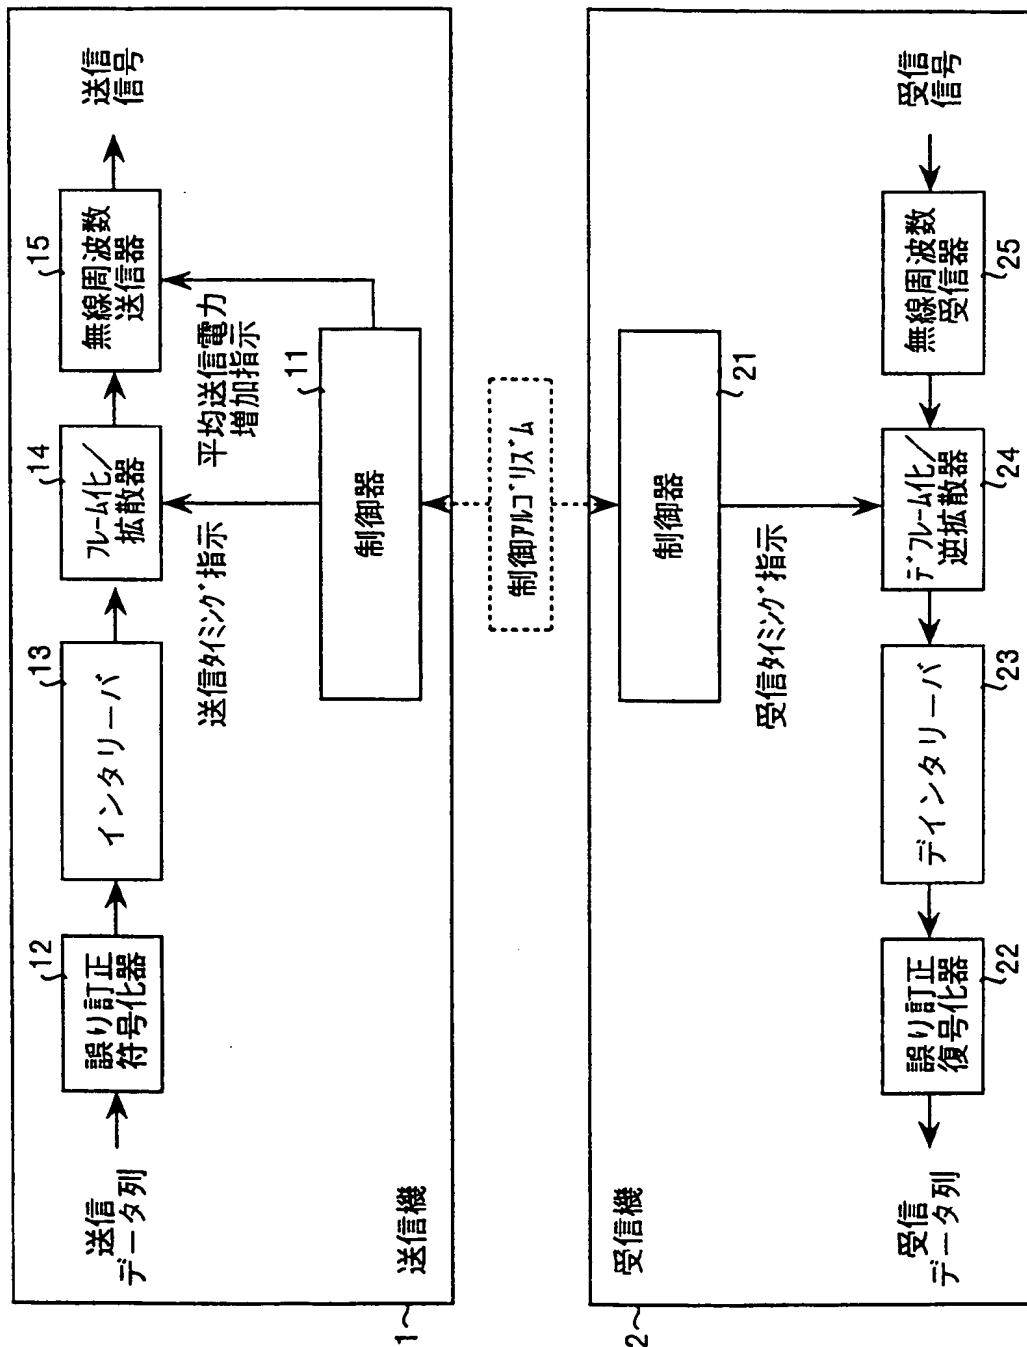 送信
データ列
12
誤り訂正
符号化器
13
インタリーバ
14
フレーム化／
拡散器
15
無線周波数
送信器
送信
信号
送信タイミング指示
平均送信電力
増加指示
11
制御器
送信機
1
制御アルゴリズム
2
受信機
21
制御器
受信タイミング指示
受信
データ列
誤り訂正
復号化器
22
デインタリーバ
23
デフレーム化／
逆拡散器
24
無線周波数
受信器
25
受信
信号